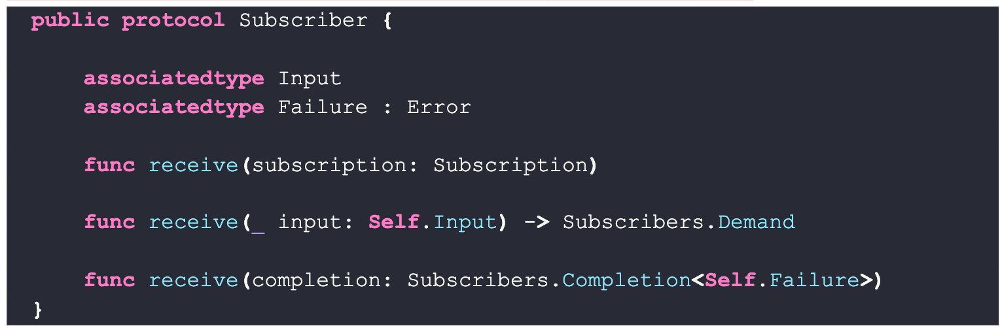 public protocol Subscriber {
associatedtype Input
associatedtype Failure : Error
func receive(subscription: Subscription)
func receive(_ input: Self.Input) -> Subscribers.Demand
func receive(completion: Subscribers.Completion<Self.Failure>)
}